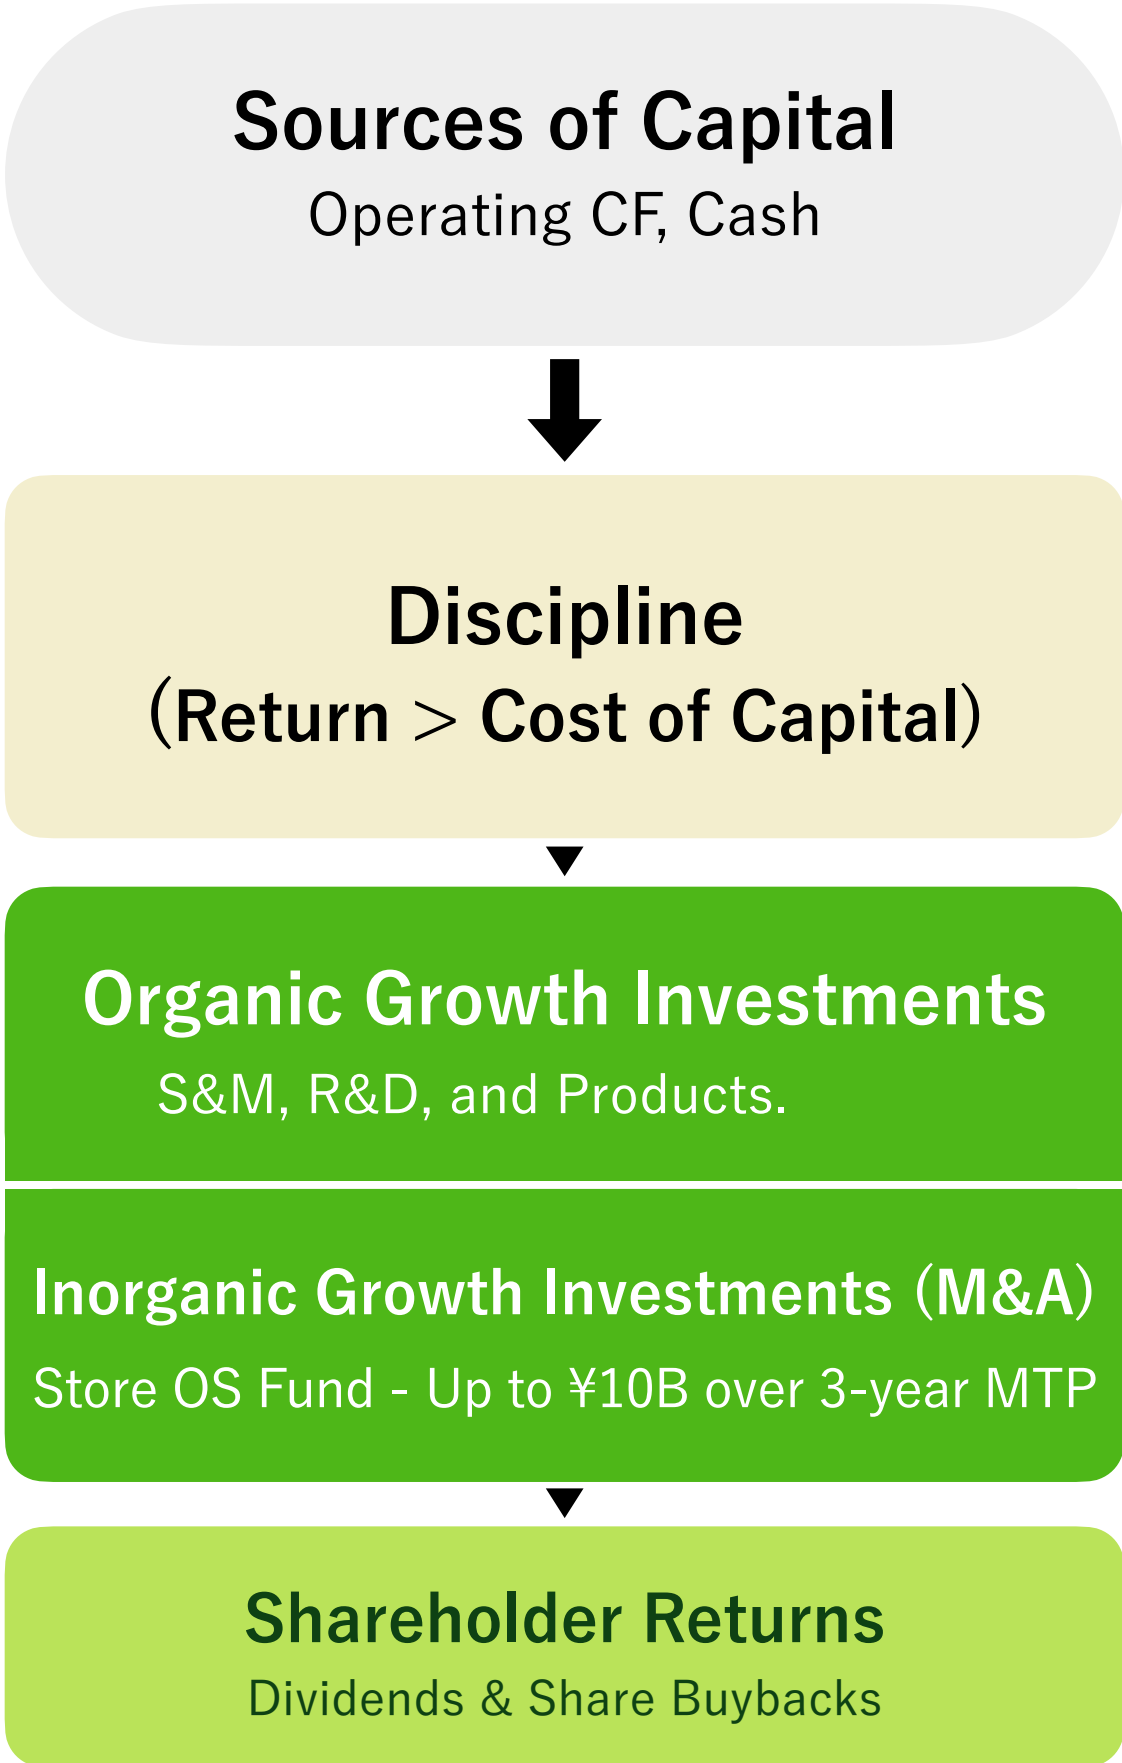 Sources of Capital
Operating CF, Cash
Discipline
(Return > Cost of Capital)
Organic Growth Investments
S&M, R&D, and Products.
Inorganic Growth Investments (M&A)
Store OS Fund - Up to ¥10B over 3-year MTP
Shareholder Returns
Dividends & Share Buybacks